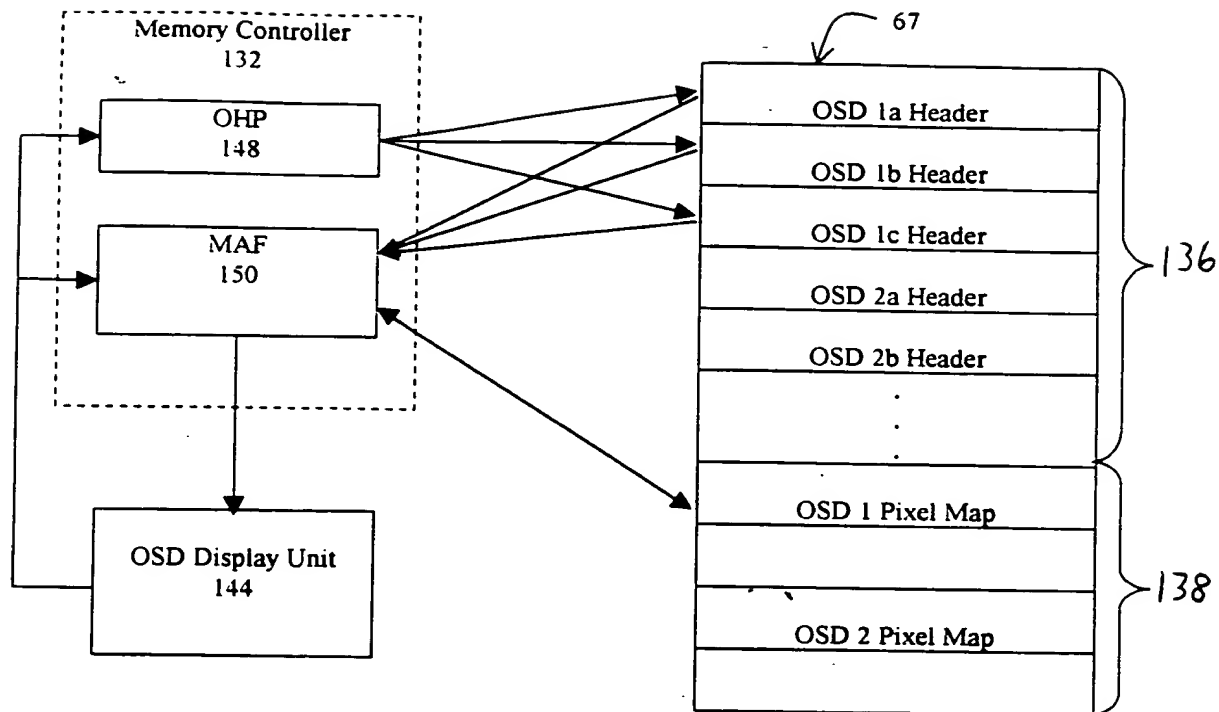 Memory Controller
132
OHP
148
MAF
150
OSD Display Unit
144
67
OSD 1a Header
OSD 1b Header
OSD 1c Header
OSD 2a Header
OSD 2b Header
.
.
.
OSD 1 Pixel Map
OSD 2 Pixel Map
136
138